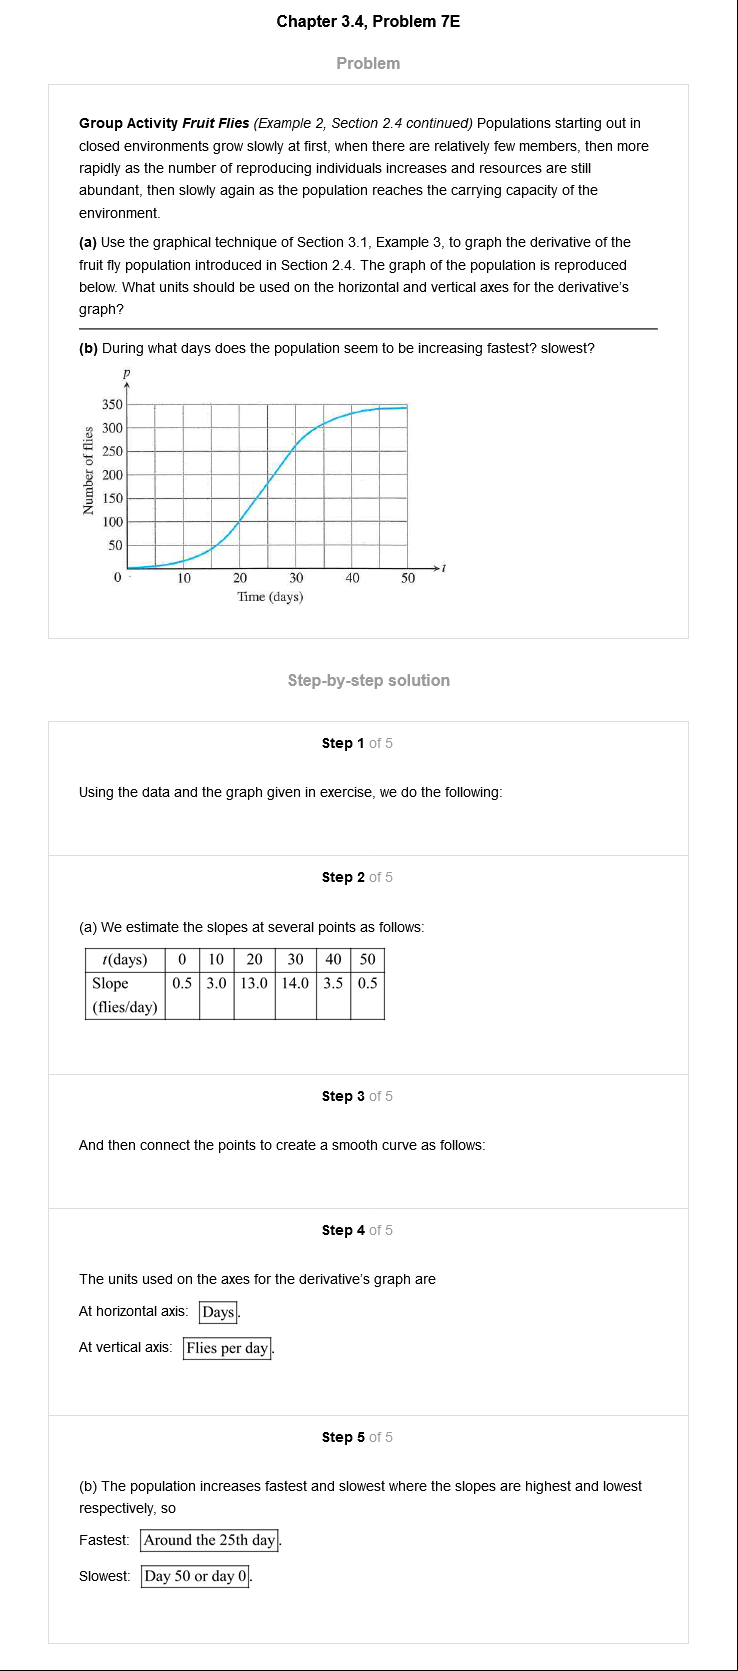 Chapter 3.4, Problem 7E
Problem
Group Activity Fruit Flies (Example 2, Section 2.4 continued) Populations starting out in
closed environments grow slowly at first, when there are relatively few members, then more
rapidly as the number of reproducing individuals increases and resources are still
abundant, then slowly again as the population reaches the carrying capacity of the
environment.
(a) Use the graphical technique of Section 3.1, Example 3, to graph the derivative of the
fruit fly population introduced in Section 2.4. The graph of the population is reproduced
below. What units should be used on the horizontal and vertical axes for the derivative's
graph?
(b) During what days does the population seem to be increasing fastest? slowest?
p
350
300
250
200
150
100
50
Number of flies
0 10 20 30 40 50 t
Time (days)
Step-by-step solution
Step 1 of 5
Using the data and the graph given in exercise, we do the following:
Step 2 of 5
(a) We estimate the slopes at several points as follows:
t(days) 0 10 20 30 40 50
Slope 0.5 3.0 13.0 14.0 3.5 0.5
(flies/day)
Step 3 of 5
And then connect the points to create a smooth curve as follows:
Step 4 of 5
The units used on the axes for the derivative's graph are
At horizontal axis: Days.
At vertical axis: Flies per day.
Step 5 of 5
(b) The population increases fastest and slowest where the slopes are highest and lowest
respectively, so
Fastest: Around the 25th day.
Slowest: Day 50 or day 0.